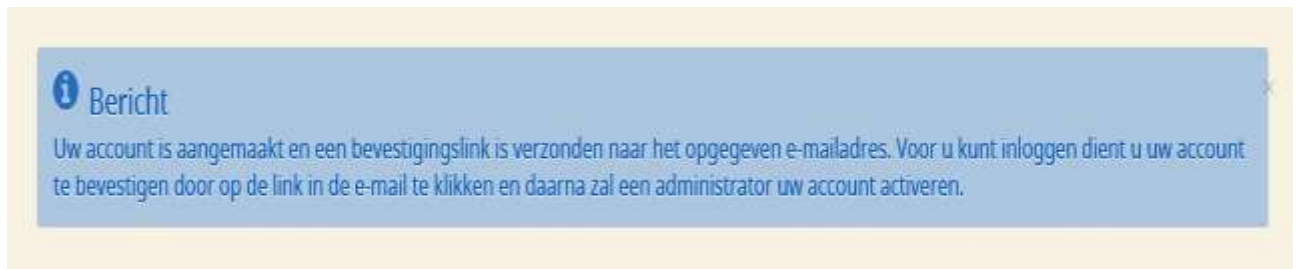 Bericht
Uw account is aangemaakt en een bevestigingslink is verzonden naar het opgegeven e-mailadres. Voor u kunt inloggen dient u uw account
te bevestigen door op de link in de e-mail te klikken en daarna zal een administrator uw account activeren.